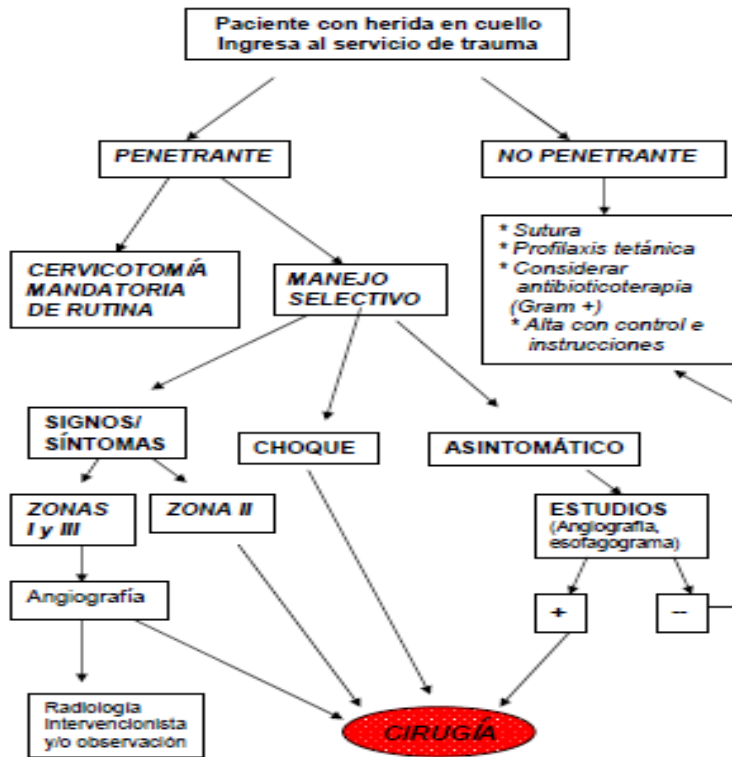 Paciente con herida en cuello
Ingresa al servicio de trauma
PENETRANTE
NO PENETRANTE
CERVICOTOMÍA
MANDATORIA
DE RUTINA
MANEJO
SELECTIVO
* Sutura
* Profilaxis tetánica
* Considerar
antibioticoterapia
(Gram +)
* Alta con control e
instrucciones
SIGNOS/
SÍNTOMAS
CHOQUE
ASINTOMÁTICO
ZONAS
I y III
ZONA II
ESTUDIOS
(Angiografía,
esofagograma)
Angiografía
+
--
Radiología
Intervencionista
y/o observación
CIRUGÍA